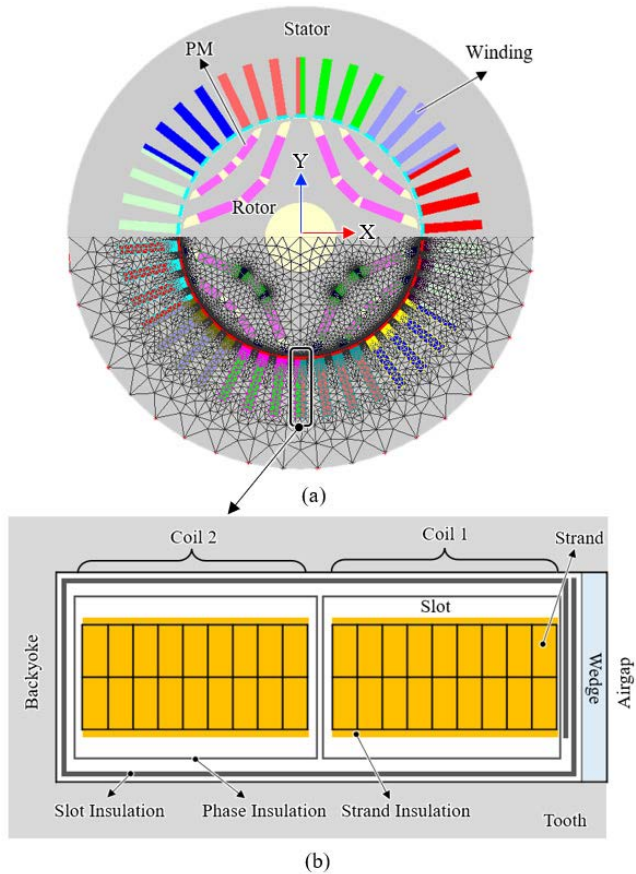 Stator
PM
Winding
Y
Rotor
X
(a)
Coil 2
Coil 1
Strand
Slot
Backyoke
Wedge
Airgap
Slot Insulation
Phase Insulation
Strand Insulation
Tooth
(b)